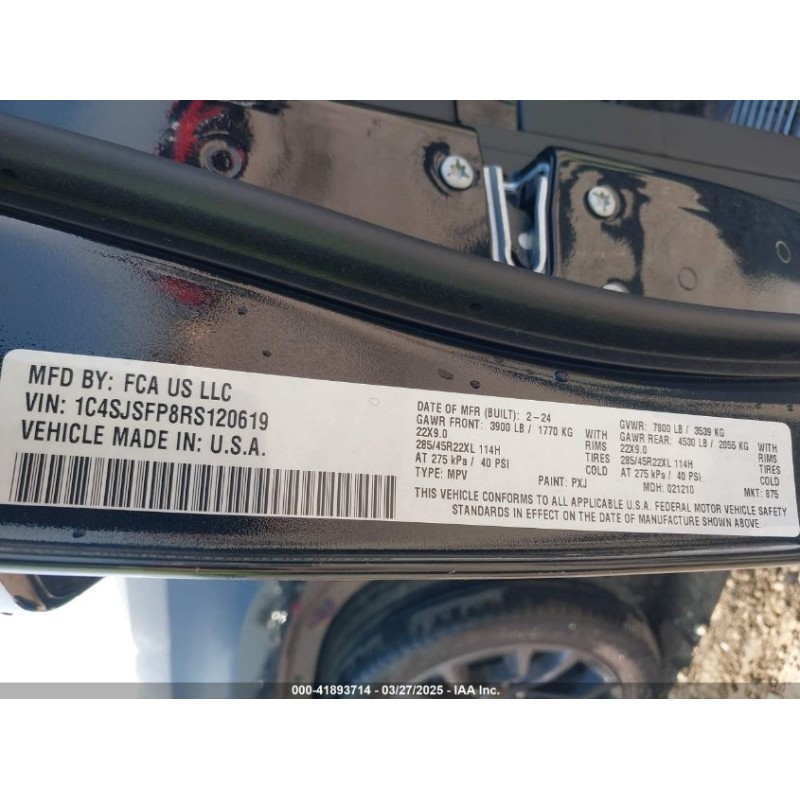 MFD BY: FCA US LLC
VIN: 1C4SJSFP8RS120619
VEHICLE MADE IN: U.S.A.
DATE OF MFR (BUILT): 2-24
GAWR FRONT: 3900 LB / 1770 KG WITH
22X9.0 RIMS
285/45R22XL 114H TIRES
AT 275 kPa / 40 PSI COLD
TYPE: MPV PAINT: PXJ
GVWR: 7800 LB / 3539 KG
GAWR REAR: 4530 LB / 2055 KG WITH
22X9.0 RIMS
285/45R22XL 114H TIRES
AT 275 kPa / 40 PSI COLD
MDH: 021210 MKT: 875
THIS VEHICLE CONFORMS TO ALL APPLICABLE U.S.A. FEDERAL MOTOR VEHICLE SAFETY
STANDARDS IN EFFECT ON THE DATE OF MANUFACTURE SHOWN ABOVE.
000-41893714 - 03/27/2025 - IAA Inc.